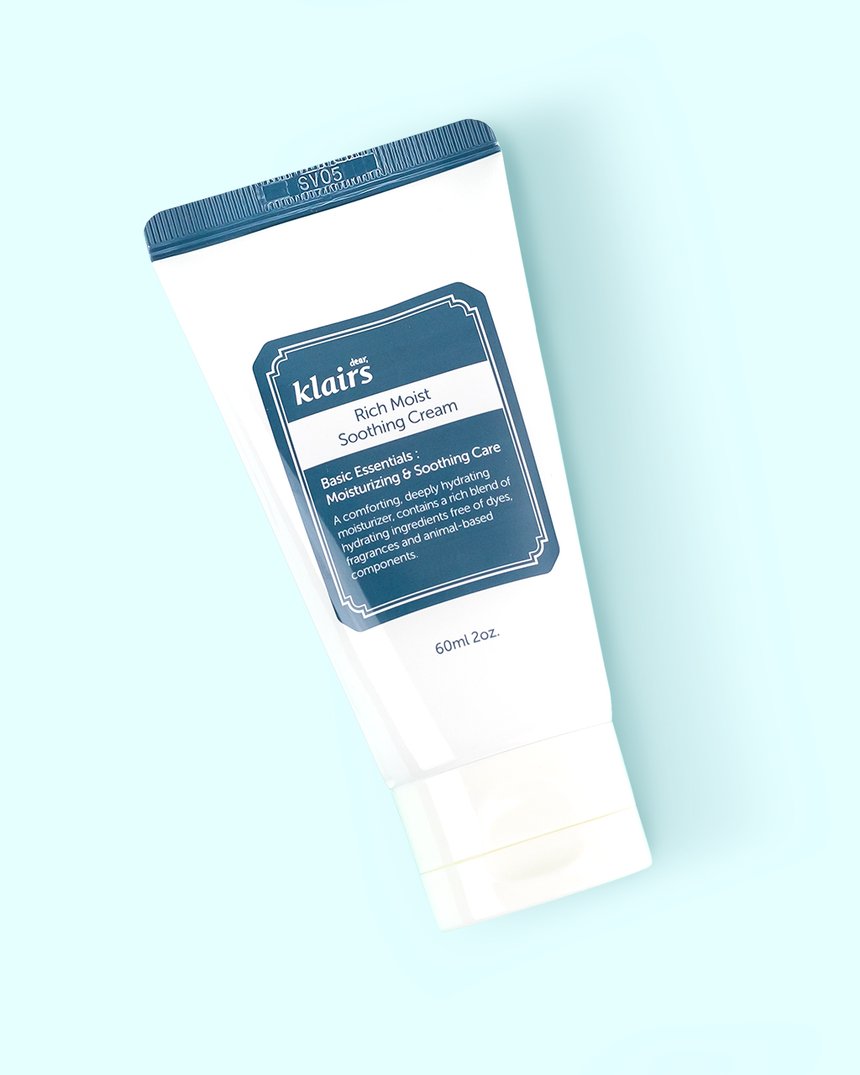 SV05
dear,
klairs
Rich Moist
Soothing Cream
Basic Essentials :
Moisturizing & Soothing Care
A comforting, deeply hydrating
moisturizer, contains a rich blend of
hydrating ingredients free of dyes,
fragrances and animal-based
components.
60ml 2oz.